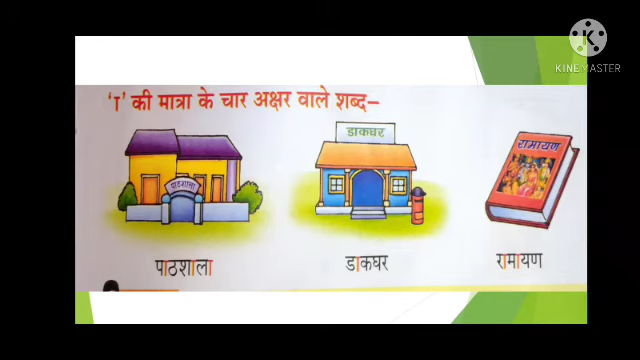 K
KINEMASTER
'ा' की मात्रा के चार अक्षर वाले शब्द–
पाठशाला
डाकघर
रामायण
पाठशाला
डाकघर
रामायण